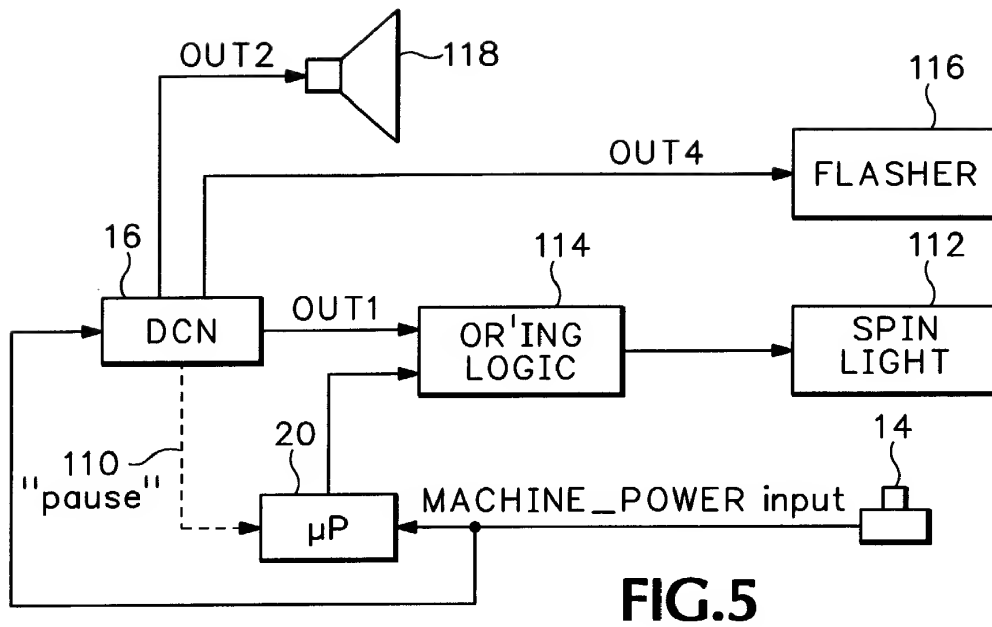 OUT2
118
116
OUT4
FLASHER
16
114
112
DCN
OUT1
OR'ING
LOGIC
SPIN
LIGHT
110
"pause"
20
14
µP
MACHINE_POWER input
FIG.5